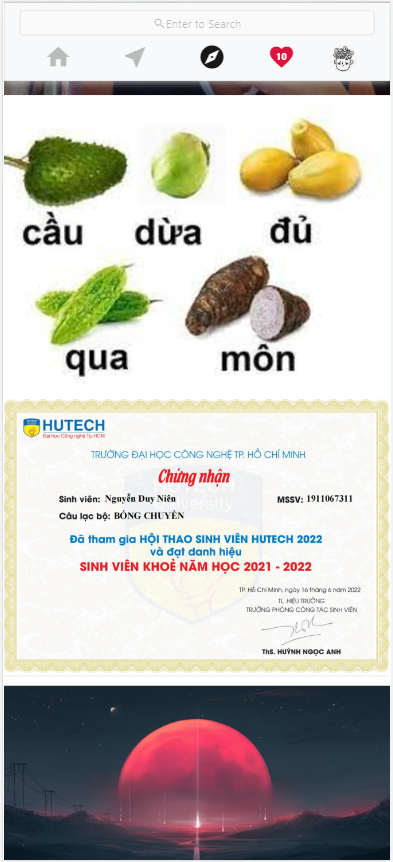 Enter to Search
10
cầu dừa đủ
qua môn
HUTECH
Đại học Công nghệ Tp.HCM
TRƯỜNG ĐẠI HỌC CÔNG NGHỆ TP. HỒ CHÍ MINH
Chứng nhận
Sinh viên: Nguyễn Duy Niên MSSV: 1911067311
Câu lạc bộ: BÓNG CHUYỀN
Đã tham gia HỘI THAO SINH VIÊN HUTECH 2022
và đạt danh hiệu
SINH VIÊN KHOẺ NĂM HỌC 2021 - 2022
TP. Hồ Chí Minh, ngày 16 tháng 6 năm 2022
TL. HIỆU TRƯỞNG
TRƯỞNG PHÒNG CÔNG TÁC SINH VIÊN
ThS. HUỲNH NGỌC ANH